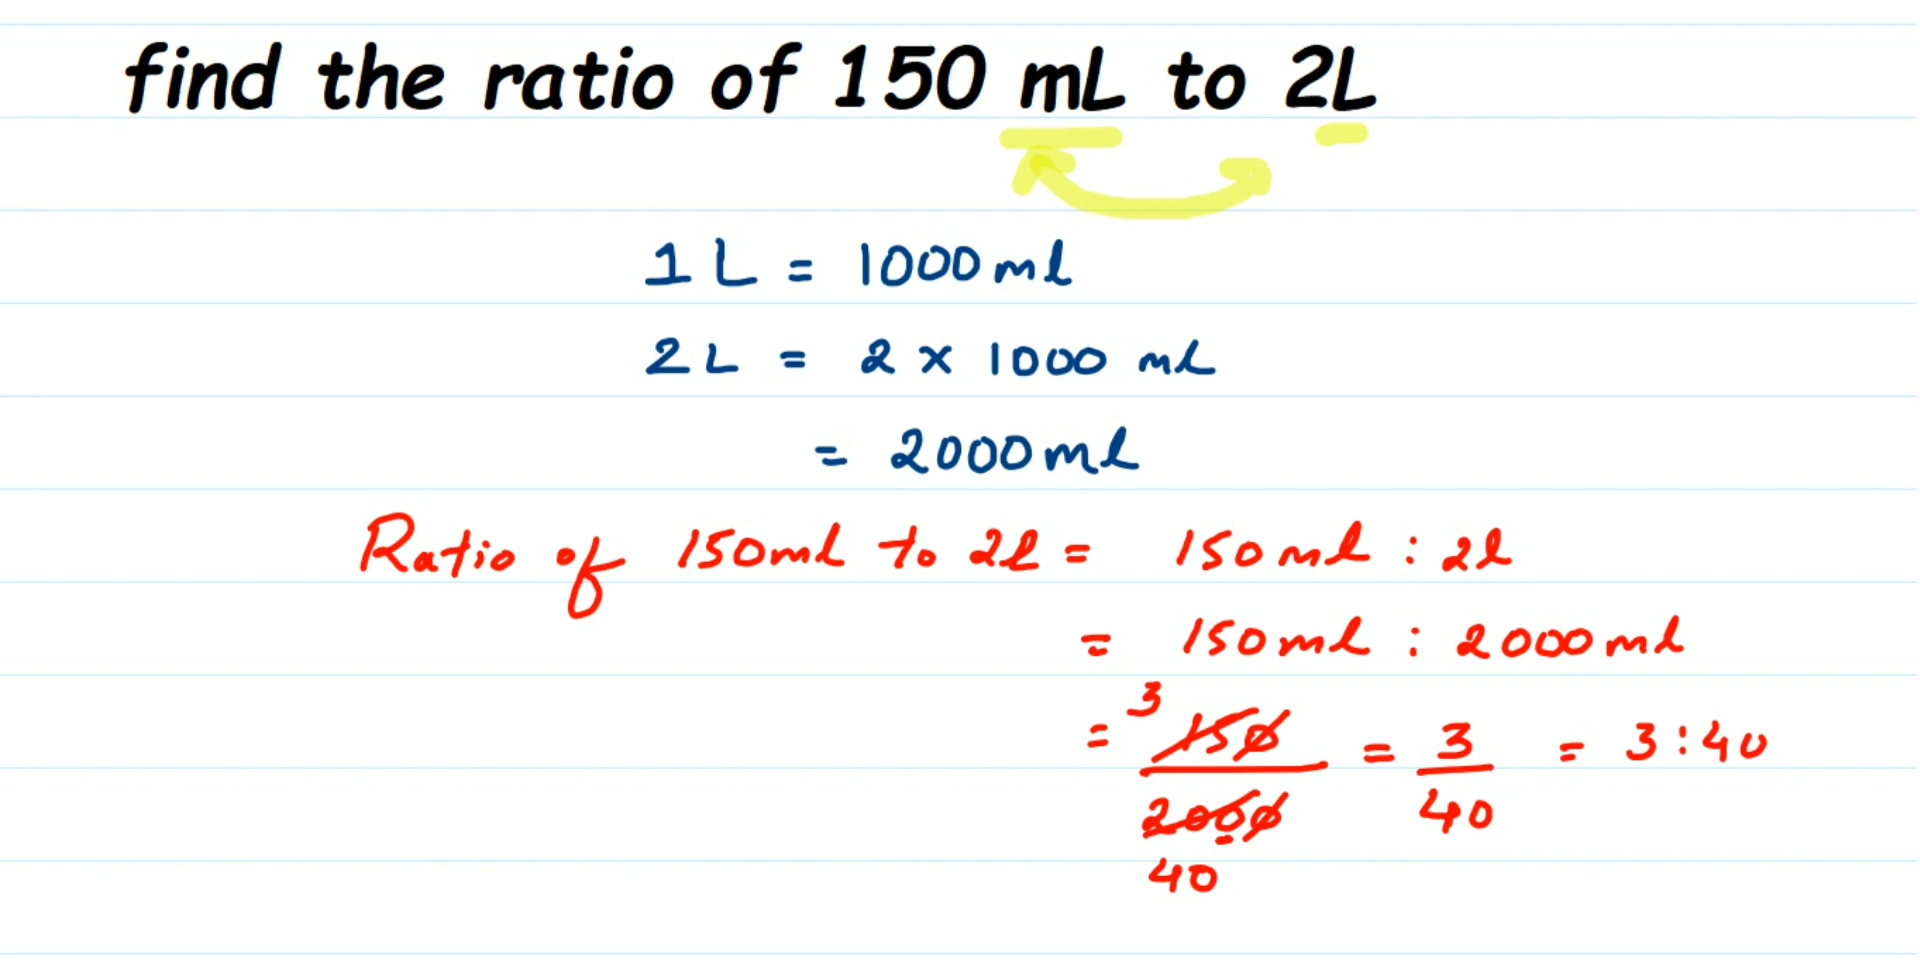 find the ratio of 150 mL to 2L
1 L = 1000 ml
2 L = 2 x 1000 ml
= 2000 ml
Ratio of 150ml to 2l = 150 ml : 2l
= 150 ml : 2000 ml
= 3 150 / 2000 40 = 3 / 40 = 3 : 40